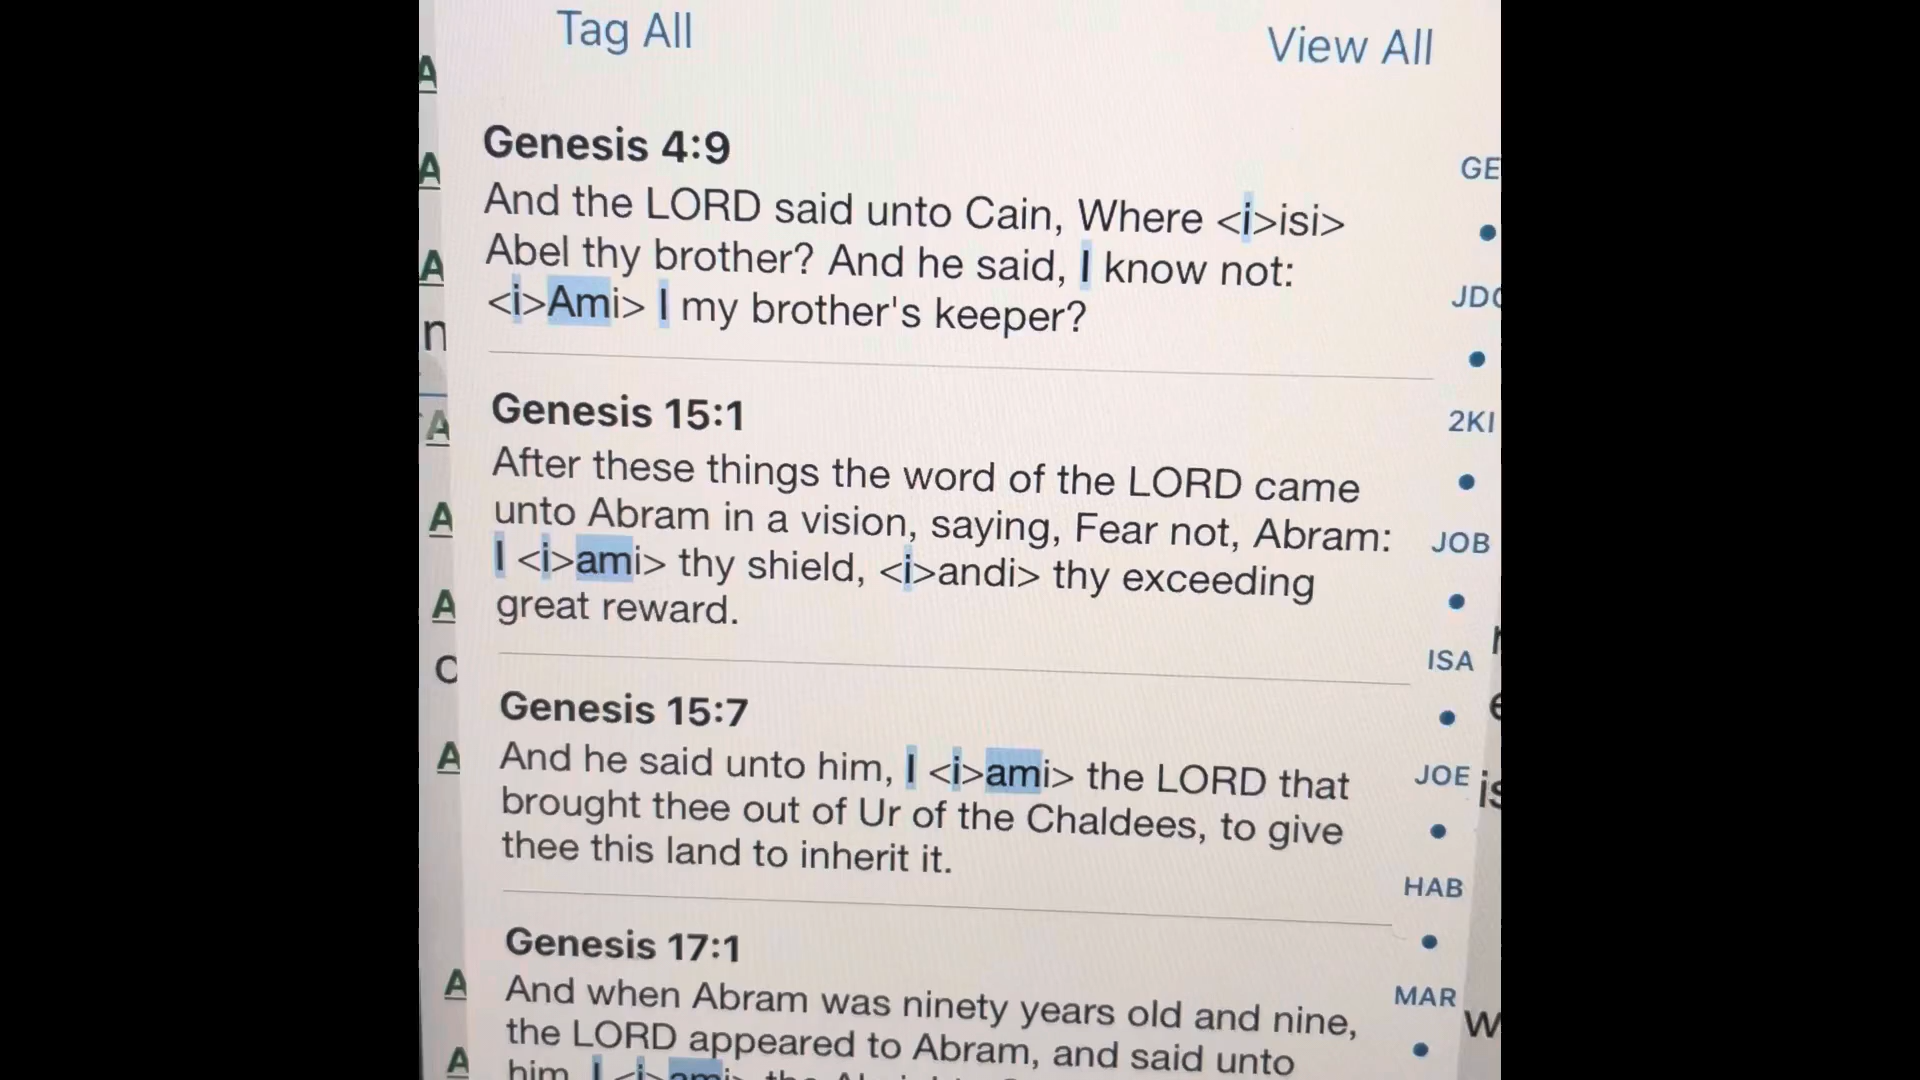 Tag All
View All
Genesis 4:9
And the LORD said unto Cain, Where <i>isi>
Abel thy brother? And he said, I know not:
<i>Ami> I my brother's keeper?
Genesis 15:1
After these things the word of the LORD came
unto Abram in a vision, saying, Fear not, Abram:
I <i>ami> thy shield, <i>andi> thy exceeding
great reward.
Genesis 15:7
And he said unto him, I <i>ami> the LORD that
brought thee out of Ur of the Chaldees, to give
thee this land to inherit it.
Genesis 17:1
And when Abram was ninety years old and nine,
the LORD appeared to Abram, and said unto
him, I <i>ami> the
GE
JDG
2KI
JOB
ISA
JOE
HAB
MAR
A
A
A
n
A
A
A
A
A
A
is
w